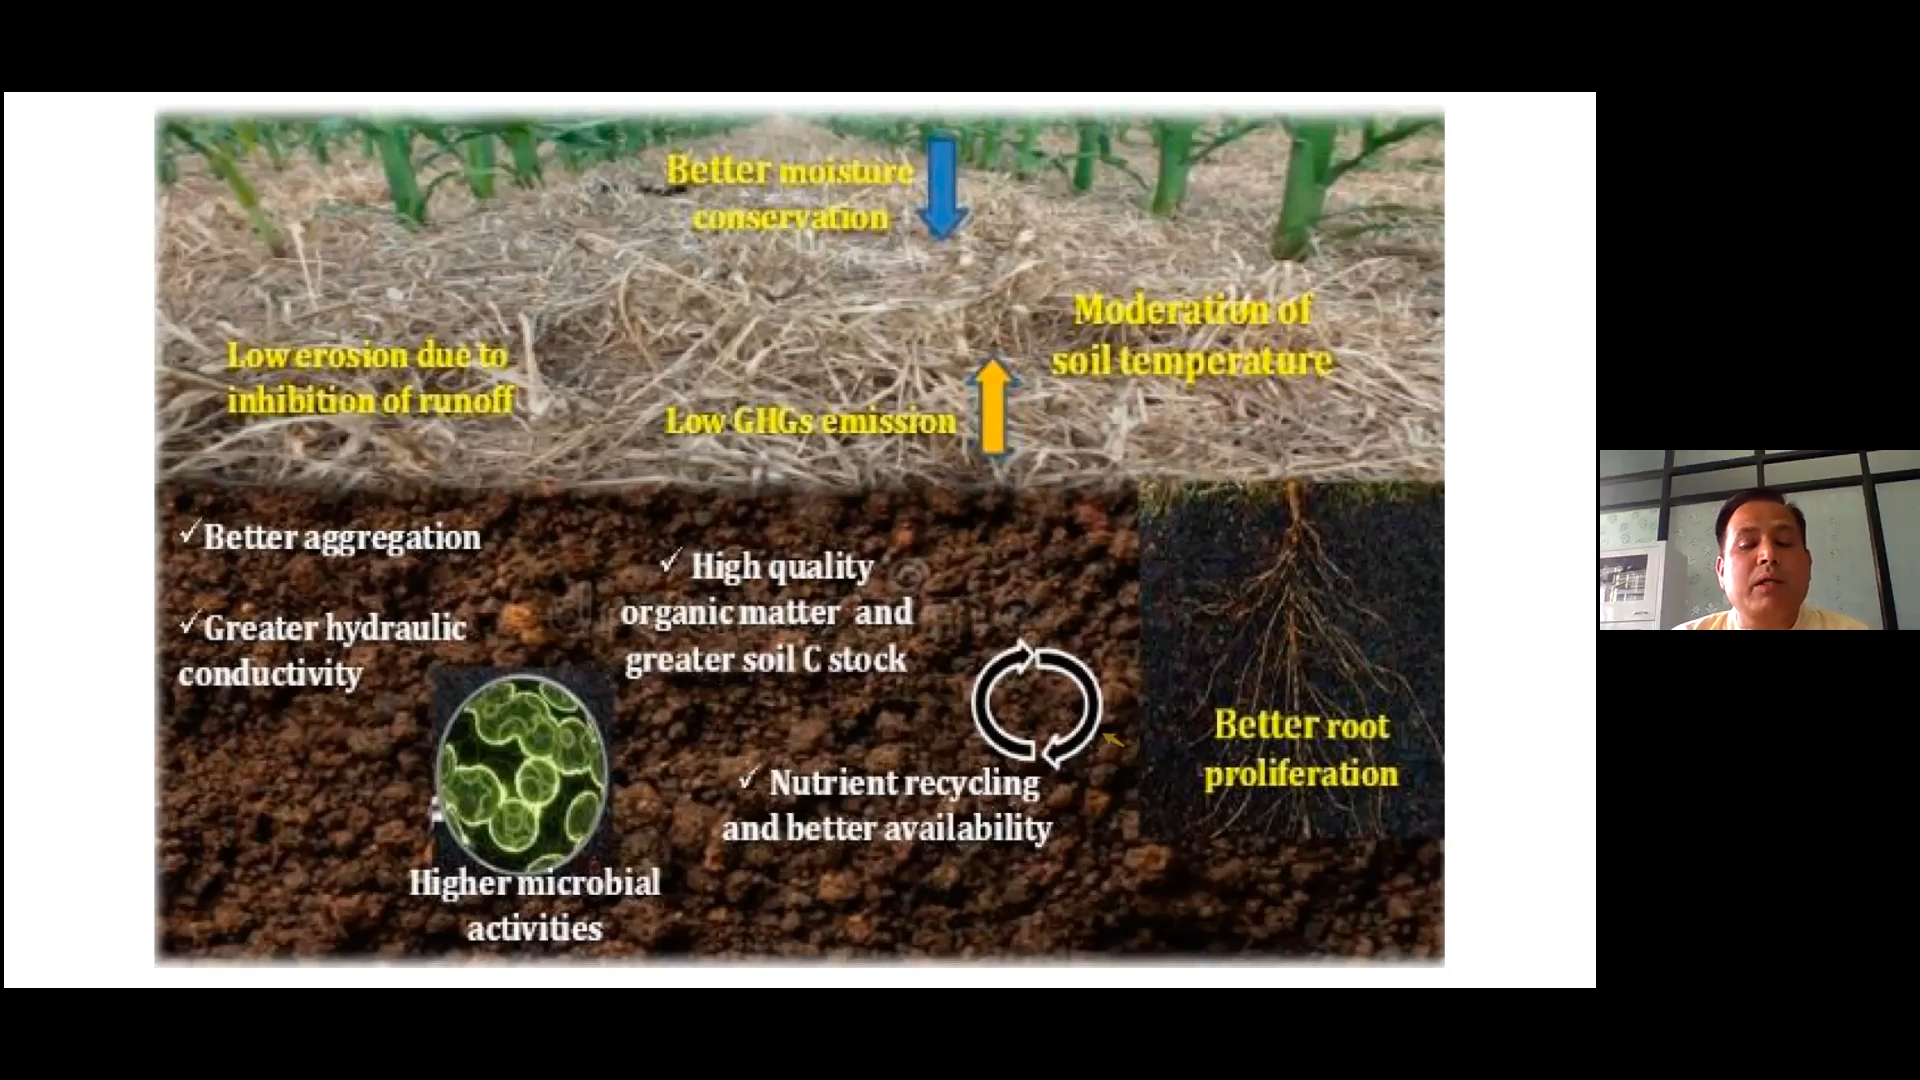 Better moisture
conservation
Moderation of
soil temperature
Low erosion due to
inhibition of runoff
Low GHGs emission
✓Better aggregation
✓Greater hydraulic
conductivity
✓ High quality
organic matter and
greater soil C stock
✓ Nutrient recycling
and better availability
Better root
proliferation
Higher microbial
activities